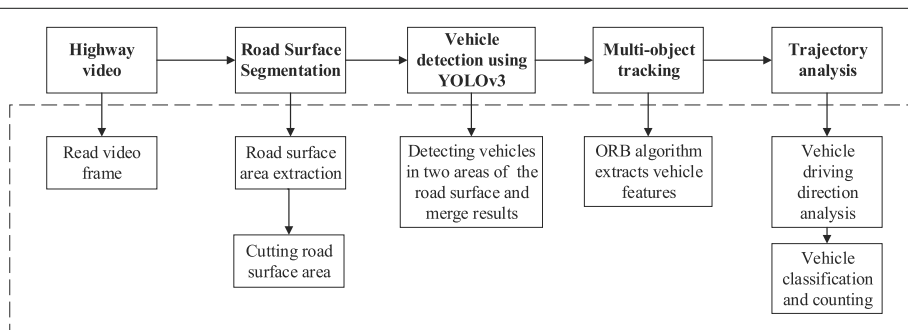 Highway
video
Road Surface
Segmentation
Vehicle
detection using
YOLOv3
Multi-object
tracking
Trajectory
analysis
Read video
frame
Road surface
area extraction
Cutting road
surface area
Detecting vehicles
in two areas of the
road surface and
merge results
ORB algorithm
extracts vehicle
features
Vehicle
driving
direction
analysis
Vehicle
classification
and counting